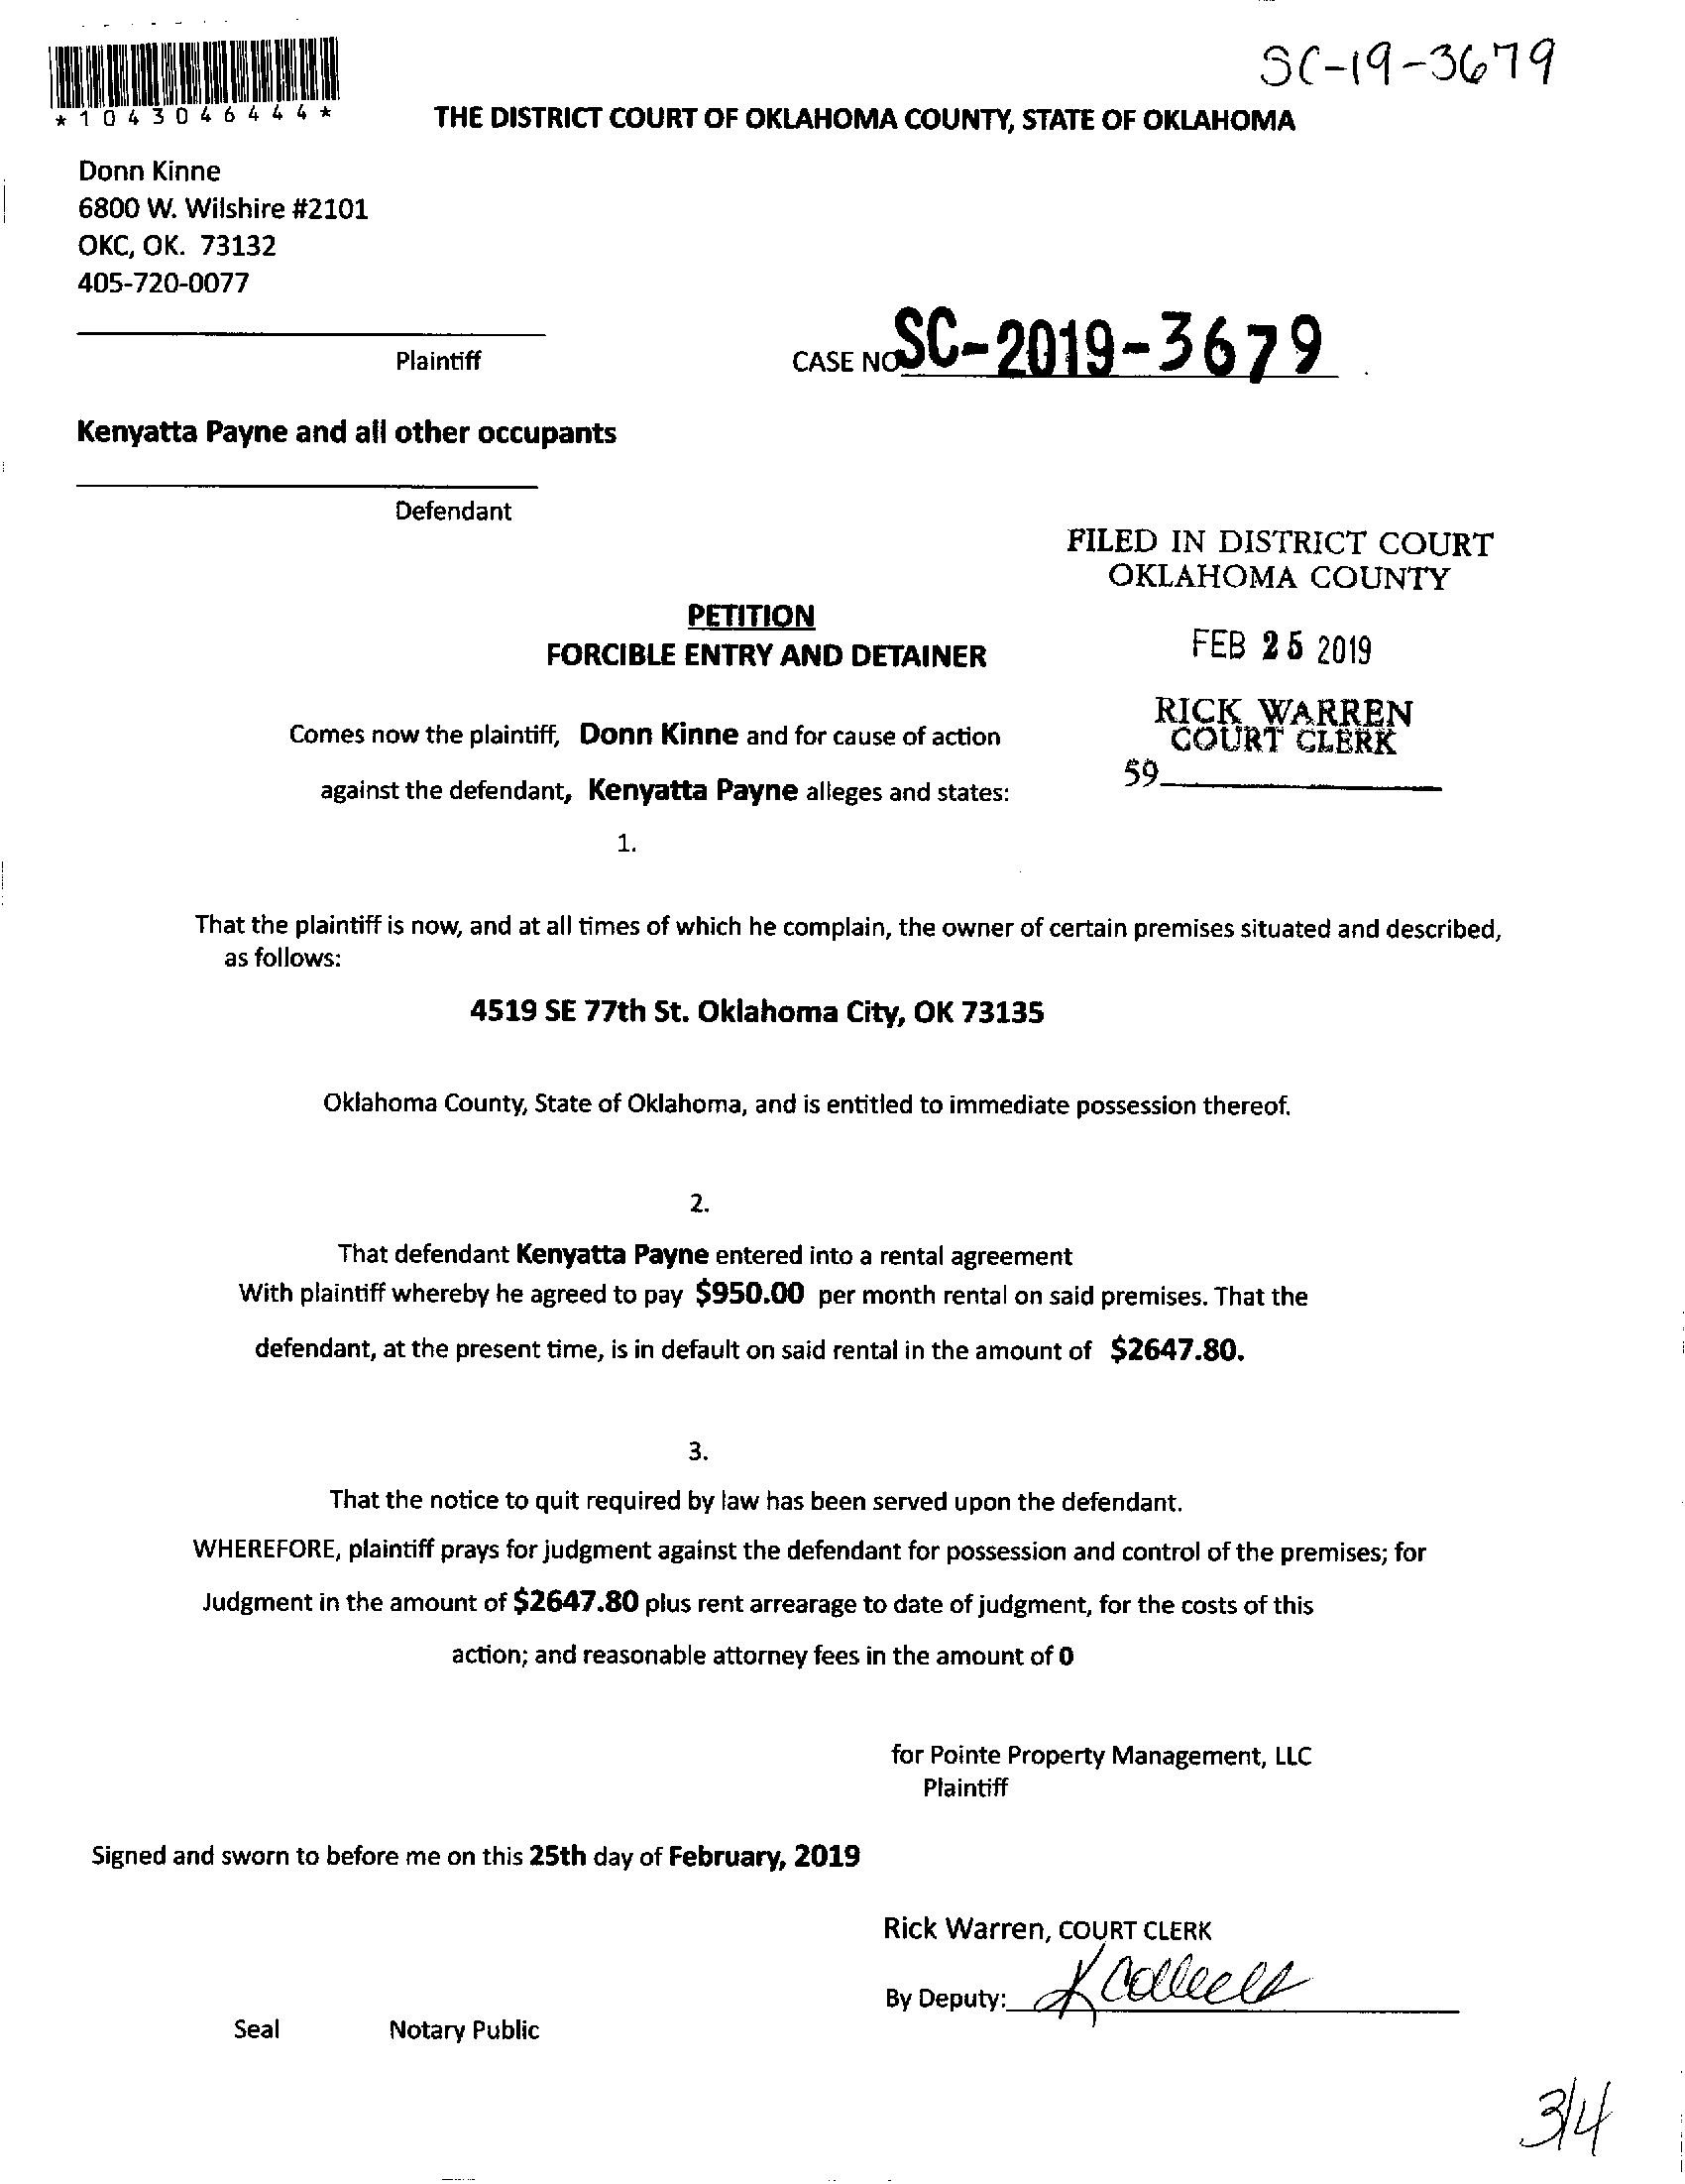 SC-19-3679
*1043046444*
THE DISTRICT COURT OF OKLAHOMA COUNTY, STATE OF OKLAHOMA
Donn Kinne
6800 W. Wilshire #2101
OKC, OK. 73132
405-720-0077
Plaintiff
CASE NO SC-2019-3679
Kenyatta Payne and all other occupants
Defendant
FILED IN DISTRICT COURT
OKLAHOMA COUNTY
PETITION
FORCIBLE ENTRY AND DETAINER
FEB 25 2019
RICK WARREN
COURT CLERK
59
Comes now the plaintiff, Donn Kinne and for cause of action
against the defendant, Kenyatta Payne alleges and states:
1.
That the plaintiff is now, and at all times of which he complain, the owner of certain premises situated and described,
as follows:
4519 SE 77th St. Oklahoma City, OK 73135
Oklahoma County, State of Oklahoma, and is entitled to immediate possession thereof.
2.
That defendant Kenyatta Payne entered into a rental agreement
With plaintiff whereby he agreed to pay $950.00 per month rental on said premises. That the
defendant, at the present time, is in default on said rental in the amount of $2647.80.
3.
That the notice to quit required by law has been served upon the defendant.
WHEREFORE, plaintiff prays for judgment against the defendant for possession and control of the premises; for
Judgment in the amount of $2647.80 plus rent arrearage to date of judgment, for the costs of this
action; and reasonable attorney fees in the amount of 0
for Pointe Property Management, LLC
Plaintiff
Signed and sworn to before me on this 25th day of February, 2019
Rick Warren, COURT CLERK
By Deputy:
Seal Notary Public
3/4